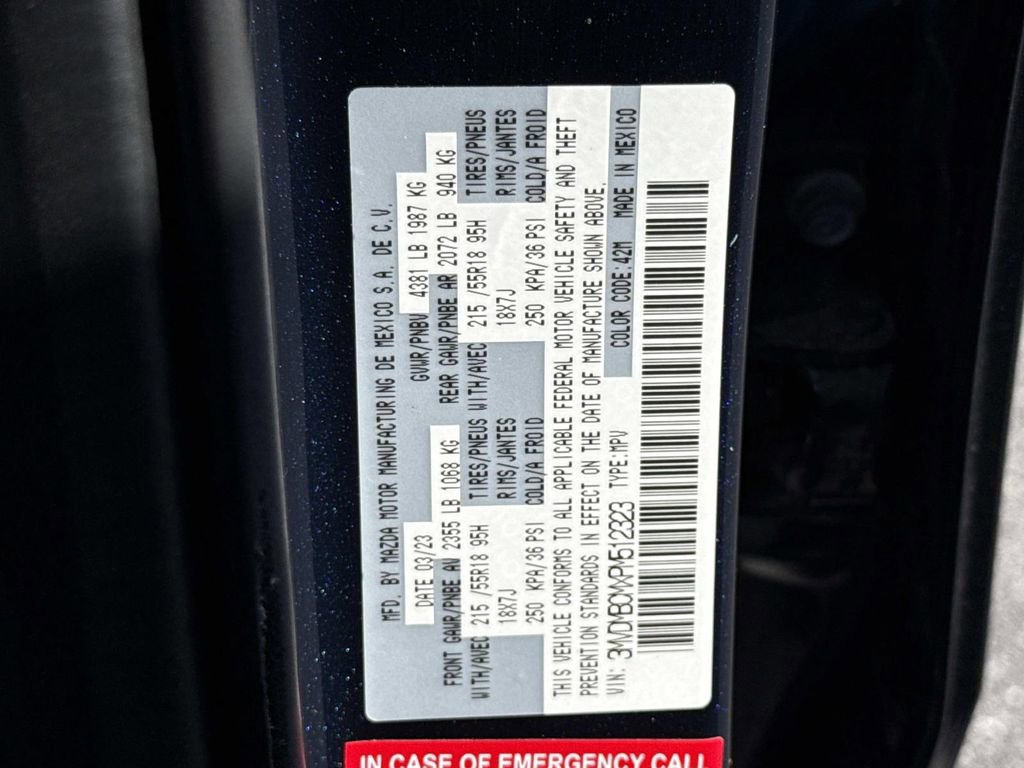 MFD. BY MAZDA MOTOR MANUFACTURING DE MEXICO S.A. DE C.V.
DATE 03/23 GVWR/PNBV 4381 LB 1987 KG
FRONT GAWR/PNBE AV 2355 LB 1068 KG REAR GAWR/PNBE AR 2072 LB 940 KG
WITH/AVEC 215 /55R18 95H TIRES/PNEUS WITH/AVEC 215 /55R18 95H TIRES/PNEUS
18X7J RIMS/JANTES 18X7J RIMS/JANTES
250 KPA/36 PSI COLD/A FROID 250 KPA/36 PSI COLD/A FROID
THIS VEHICLE CONFORMS TO ALL APPLICABLE FEDERAL MOTOR VEHICLE SAFETY AND THEFT
PREVENTION STANDARDS IN EFFECT ON THE DATE OF MANUFACTURE SHOWN ABOVE.
VIN: 3MVDMBCMXPM512323 TYPE:MPV COLOR CODE:42M MADE IN MEXICO
IN CASE OF EMERGENCY CALL